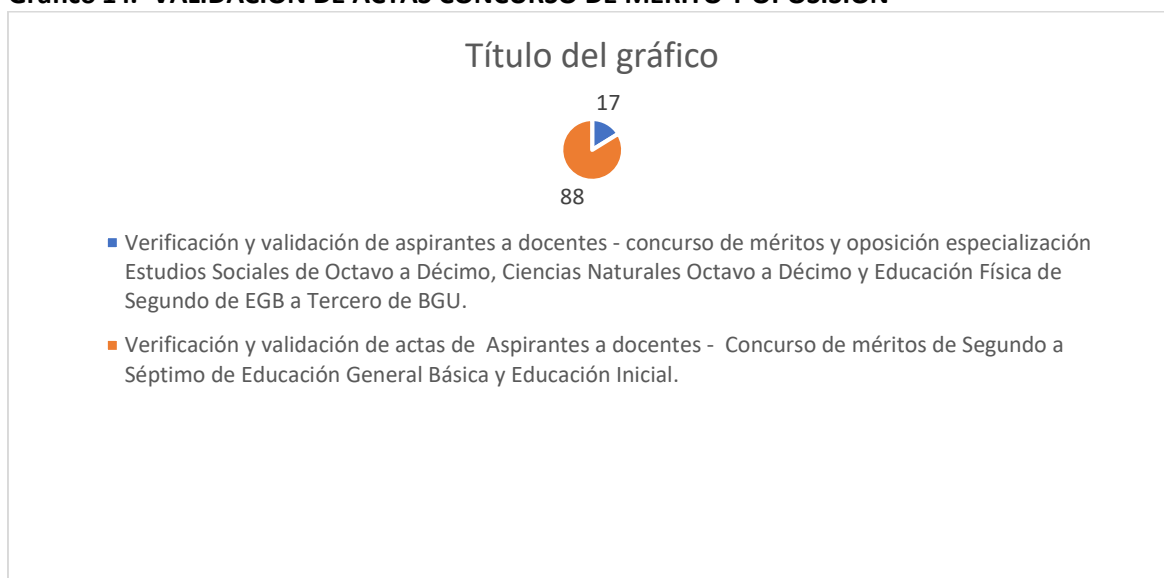 Gráfico 14. VALIDACIÓN DE ACTAS CONCURSO DE MÉRITO Y OPOSISIÓN
Título del gráfico
17
88
Verificación y validación de aspirantes a docentes - concurso de méritos y oposición especialización
Estudios Sociales de Octavo a Décimo, Ciencias Naturales Octavo a Décimo y Educación Física de
Segundo de EGB a Tercero de BGU.
Verificación y validación de actas de  Aspirantes a docentes -  Concurso de méritos de Segundo a
Séptimo de Educación General Básica y Educación Inicial.